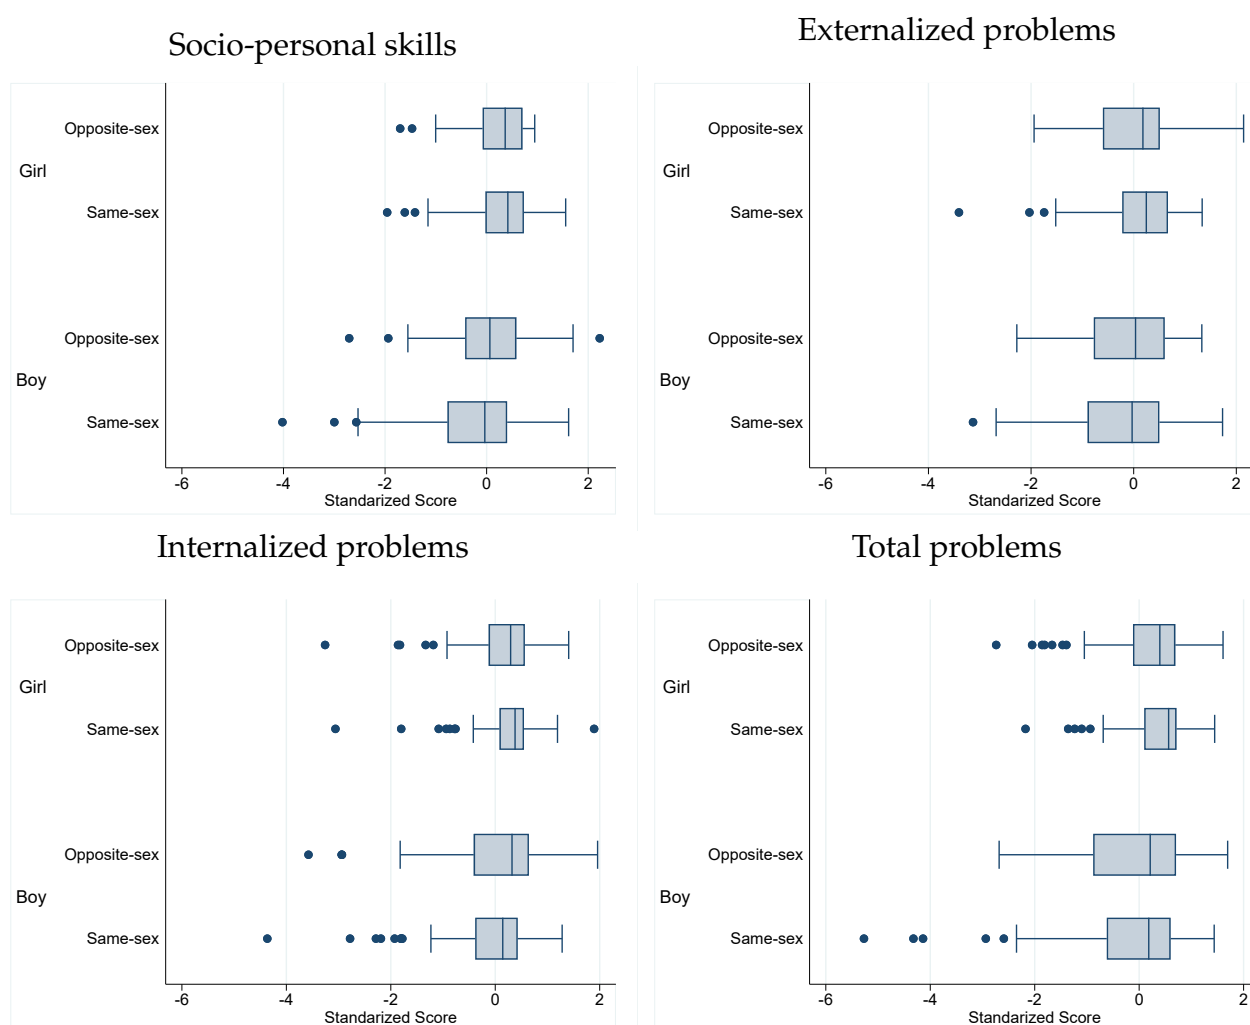 Socio-personal skills
Opposite-sex
Girl
Same-sex
Opposite-sex
Boy
Same-sex
-6 -4 -2 0 2
Standarized Score
Externalized problems
Opposite-sex
Girl
Same-sex
Opposite-sex
Boy
Same-sex
-6 -4 -2 0 2
Standarized Score
Internalized problems
Opposite-sex
Girl
Same-sex
Opposite-sex
Boy
Same-sex
-6 -4 -2 0 2
Standarized Score
Total problems
Opposite-sex
Girl
Same-sex
Opposite-sex
Boy
Same-sex
-6 -4 -2 0 2
Standarized Score